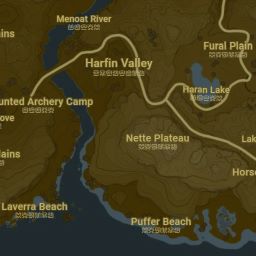 Menoat River
ains
Fural Plain
Harfin Valley
Haran Lake
unted Archery Camp
ove
Nette Plateau
Lak
ains
Horse
Laverra Beach
Puffer Beach